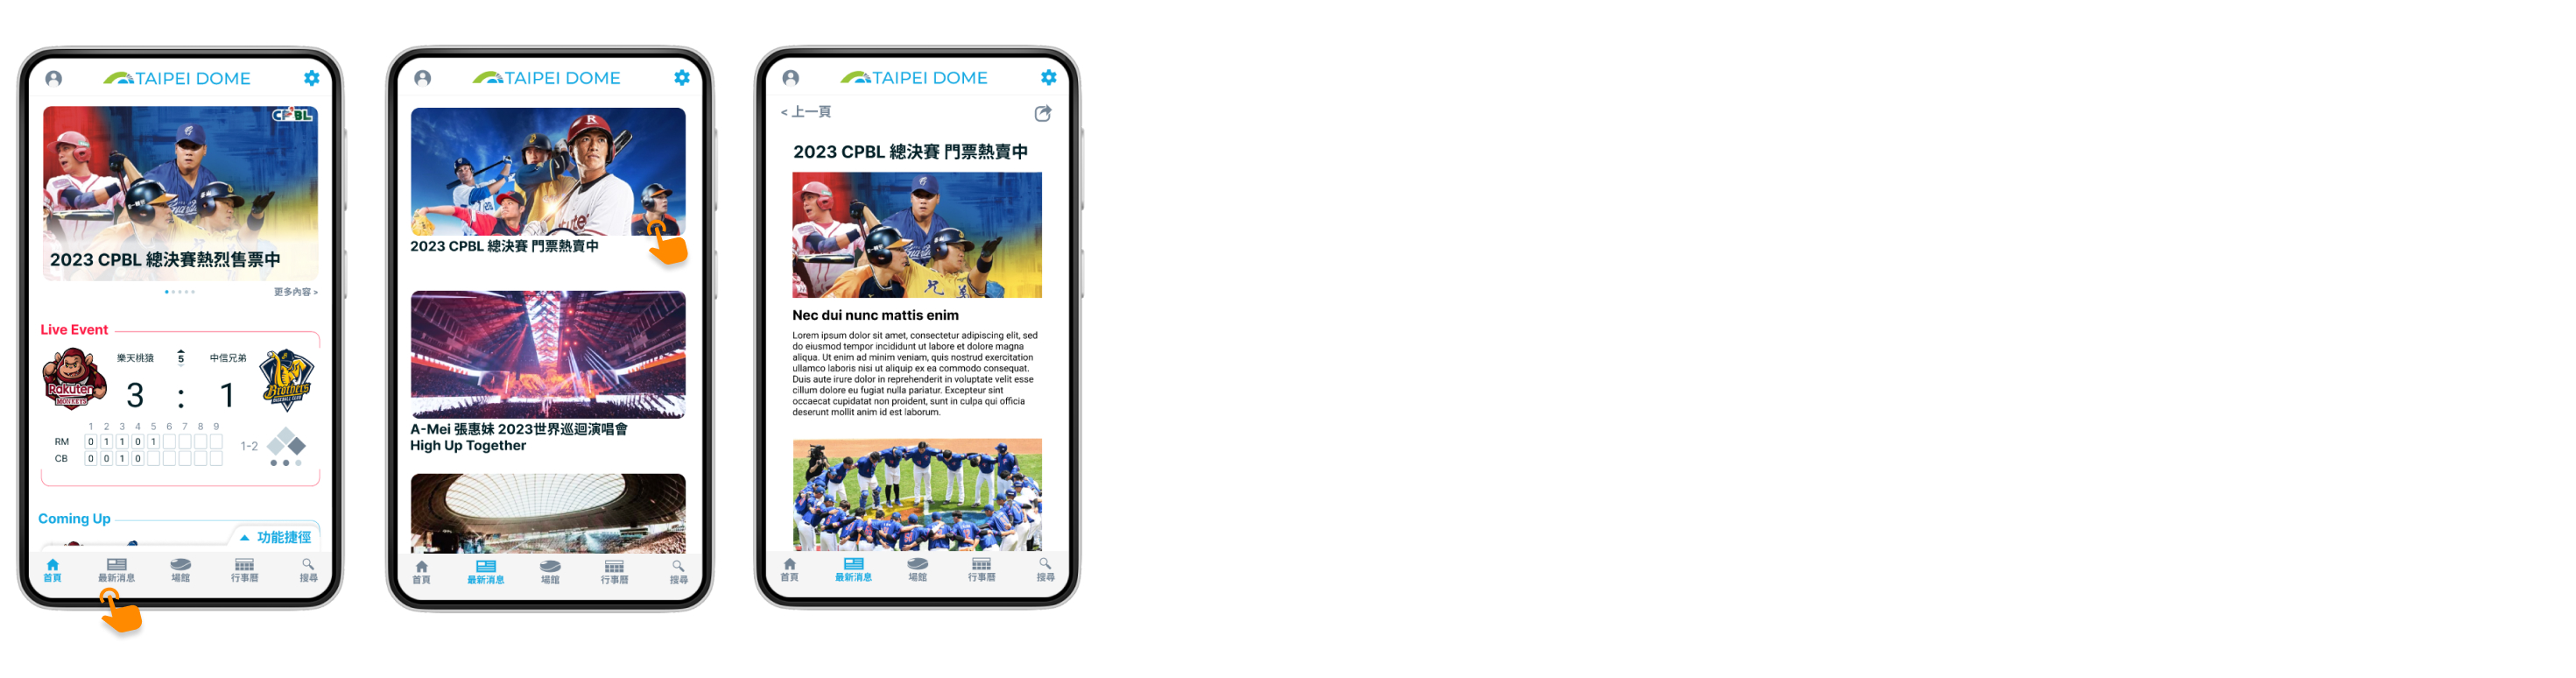 TAIPEI DOME
CPBL
2023 CPBL 總決賽熱烈售票中
更多內容 >
Live Event
樂天桃猿
5
中信兄弟
Rakuten
MONKEYS
3 : 1
Brothers
BASEBALL CLUB
1 2 3 4 5 6 7 8 9
RM 0 1 1 0 1
CB 0 0 1 0
1-2
Coming Up
功能捷徑
首頁 最新消息 場館 行事曆 搜尋
TAIPEI DOME
R
2023 CPBL 總決賽 門票熱賣中
A-Mei 張惠妹 2023世界巡迴演唱會
High Up Together
首頁 最新消息 場館 行事曆 搜尋
TAIPEI DOME
< 上一頁
2023 CPBL 總決賽 門票熱賣中
Nec dui nunc mattis enim
Lorem ipsum dolor sit amet, consectetur adipiscing elit, sed
do eiusmod tempor incididunt ut labore et dolore magna
aliqua. Ut enim ad minim veniam, quis nostrud exercitation
ullamco laboris nisi ut aliquip ex ea commodo consequat.
Duis aute irure dolor in reprehenderit in voluptate velit esse
cillum dolore eu fugiat nulla pariatur. Excepteur sint
occaecat cupidatat non proident, sunt in culpa qui officia
deserunt mollit anim id est laborum.
首頁 最新消息 場館 行事曆 搜尋